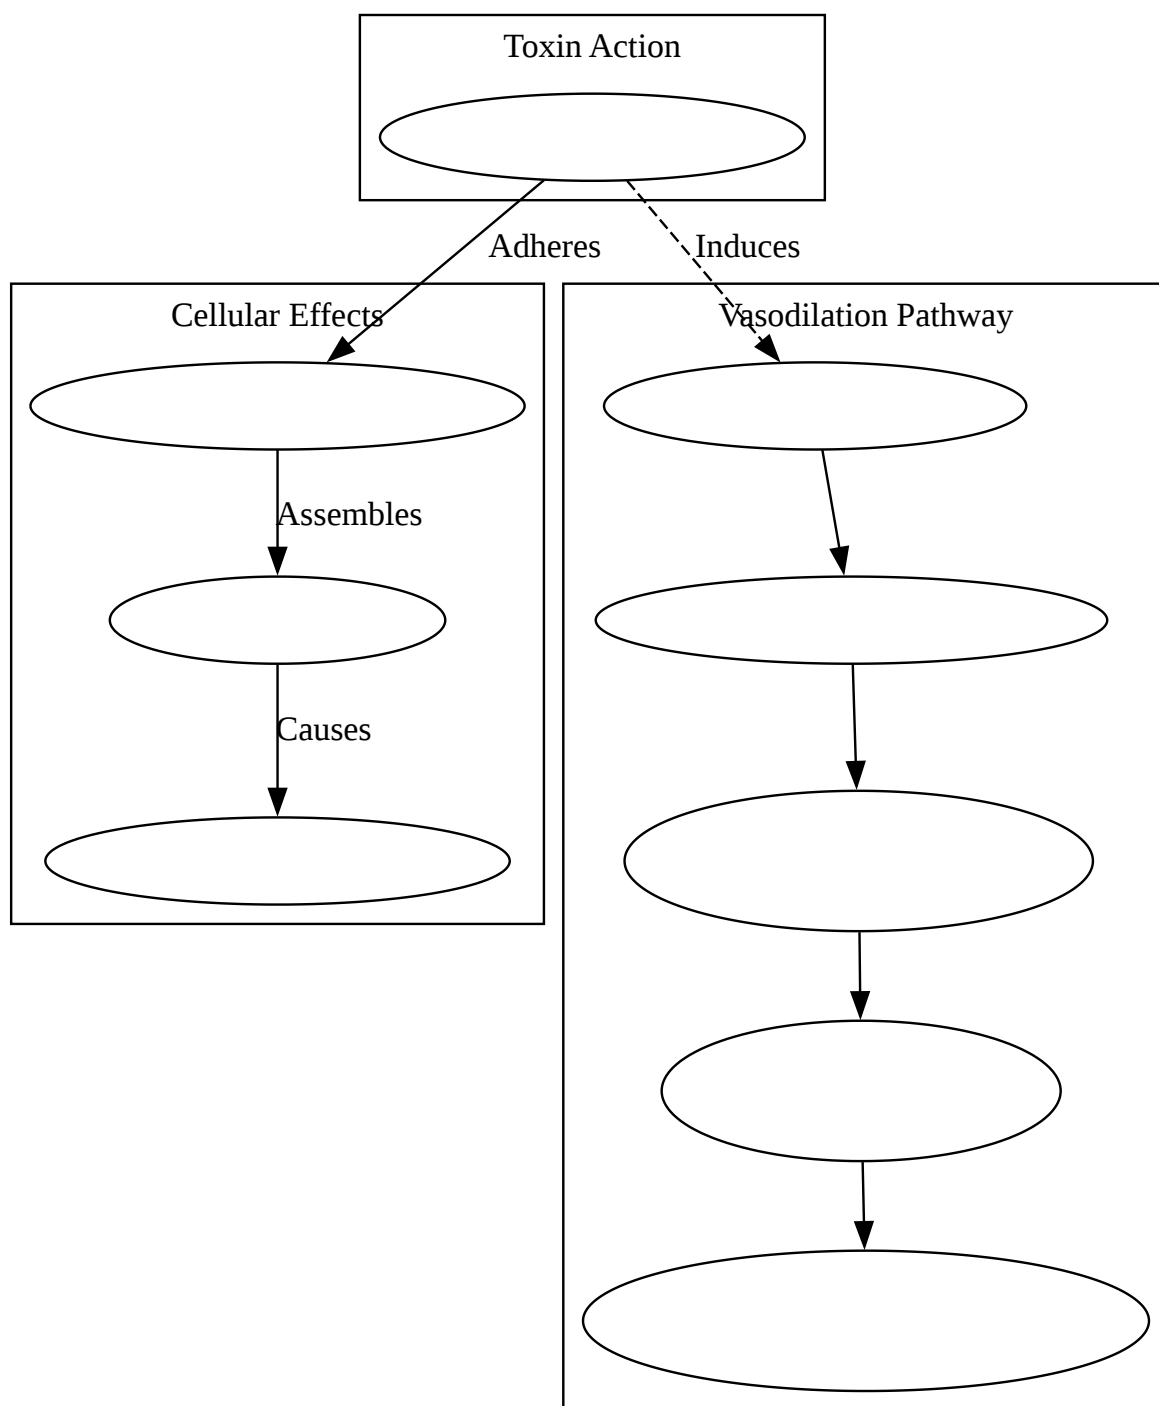 Toxin Action
Adheres
Induces
Cellular Effects
Vasodilation Pathway
Assembles
Causes